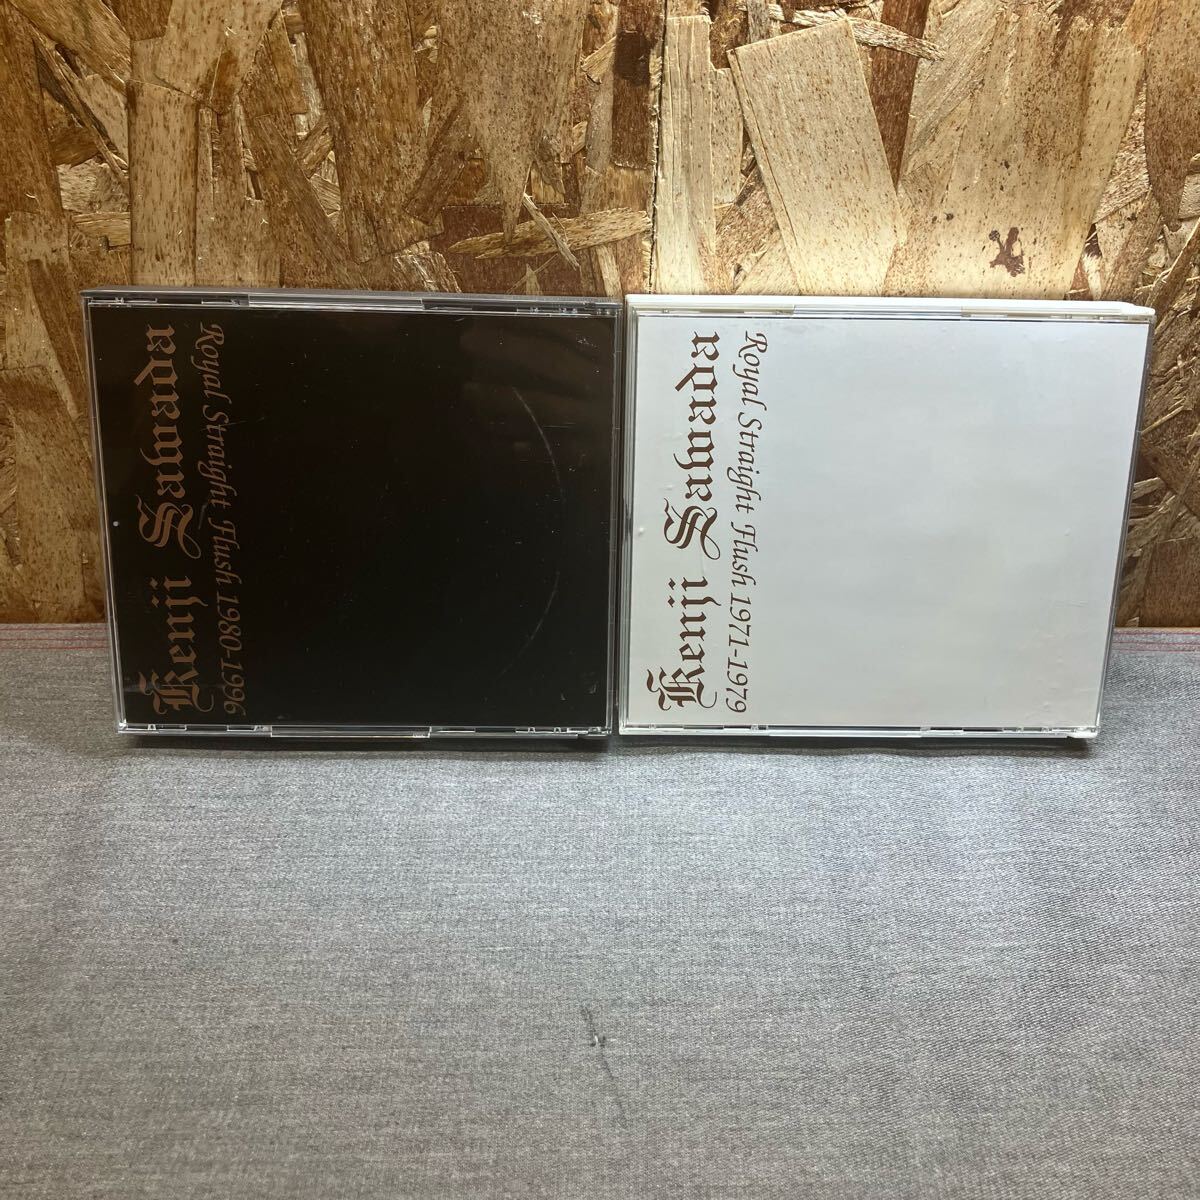 Kenji Sawada
Royal Straight Flush 1980-1996
Kenji Sawada
Royal Straight Flush 1971-1979